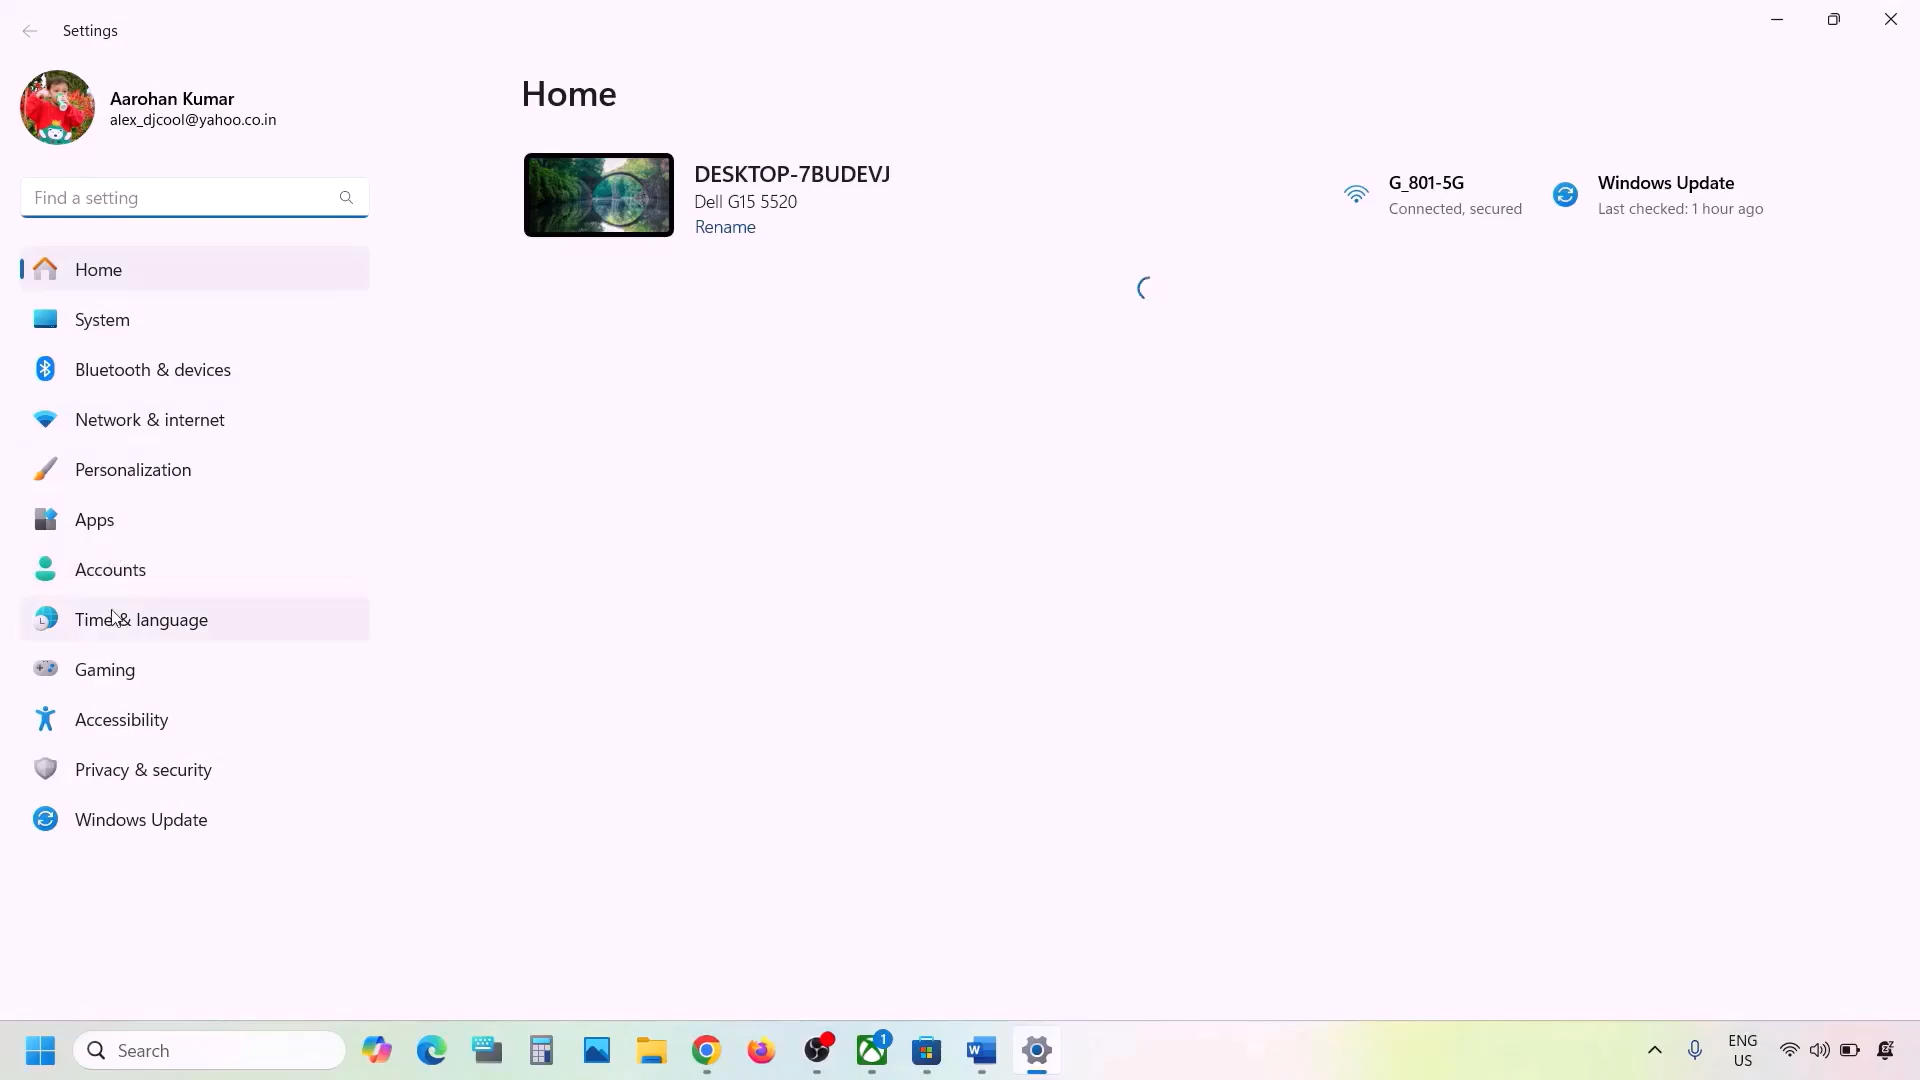 Settings
Aarohan Kumar
alex_djcool@yahoo.co.in
Find a setting
Home
System
Bluetooth & devices
Network & internet
Personalization
Apps
Accounts
Time & language
Gaming
Accessibility
Privacy & security
Windows Update
Home
DESKTOP-7BUDEVJ
Dell G15 5520
Rename
G_801-5G
Connected, secured
Windows Update
Last checked: 1 hour ago
Search
1
ENG
US